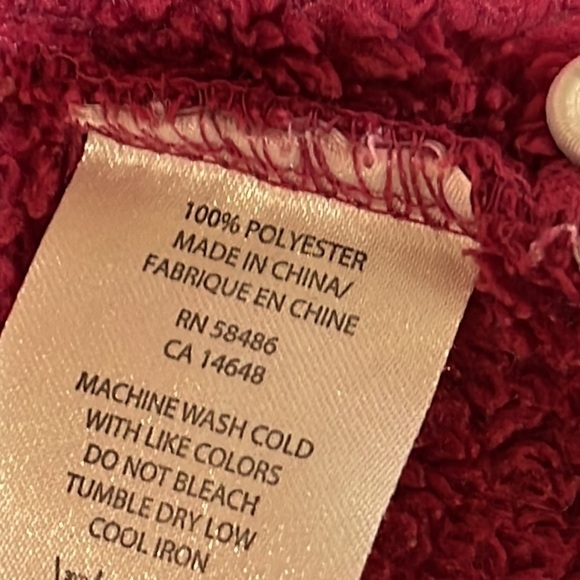 100% POLYESTER
MADE IN CHINA/
FABRIQUE EN CHINE
RN 58486
CA 14648
MACHINE WASH COLD
WITH LIKE COLORS
DO NOT BLEACH
TUMBLE DRY LOW
COOL IRON